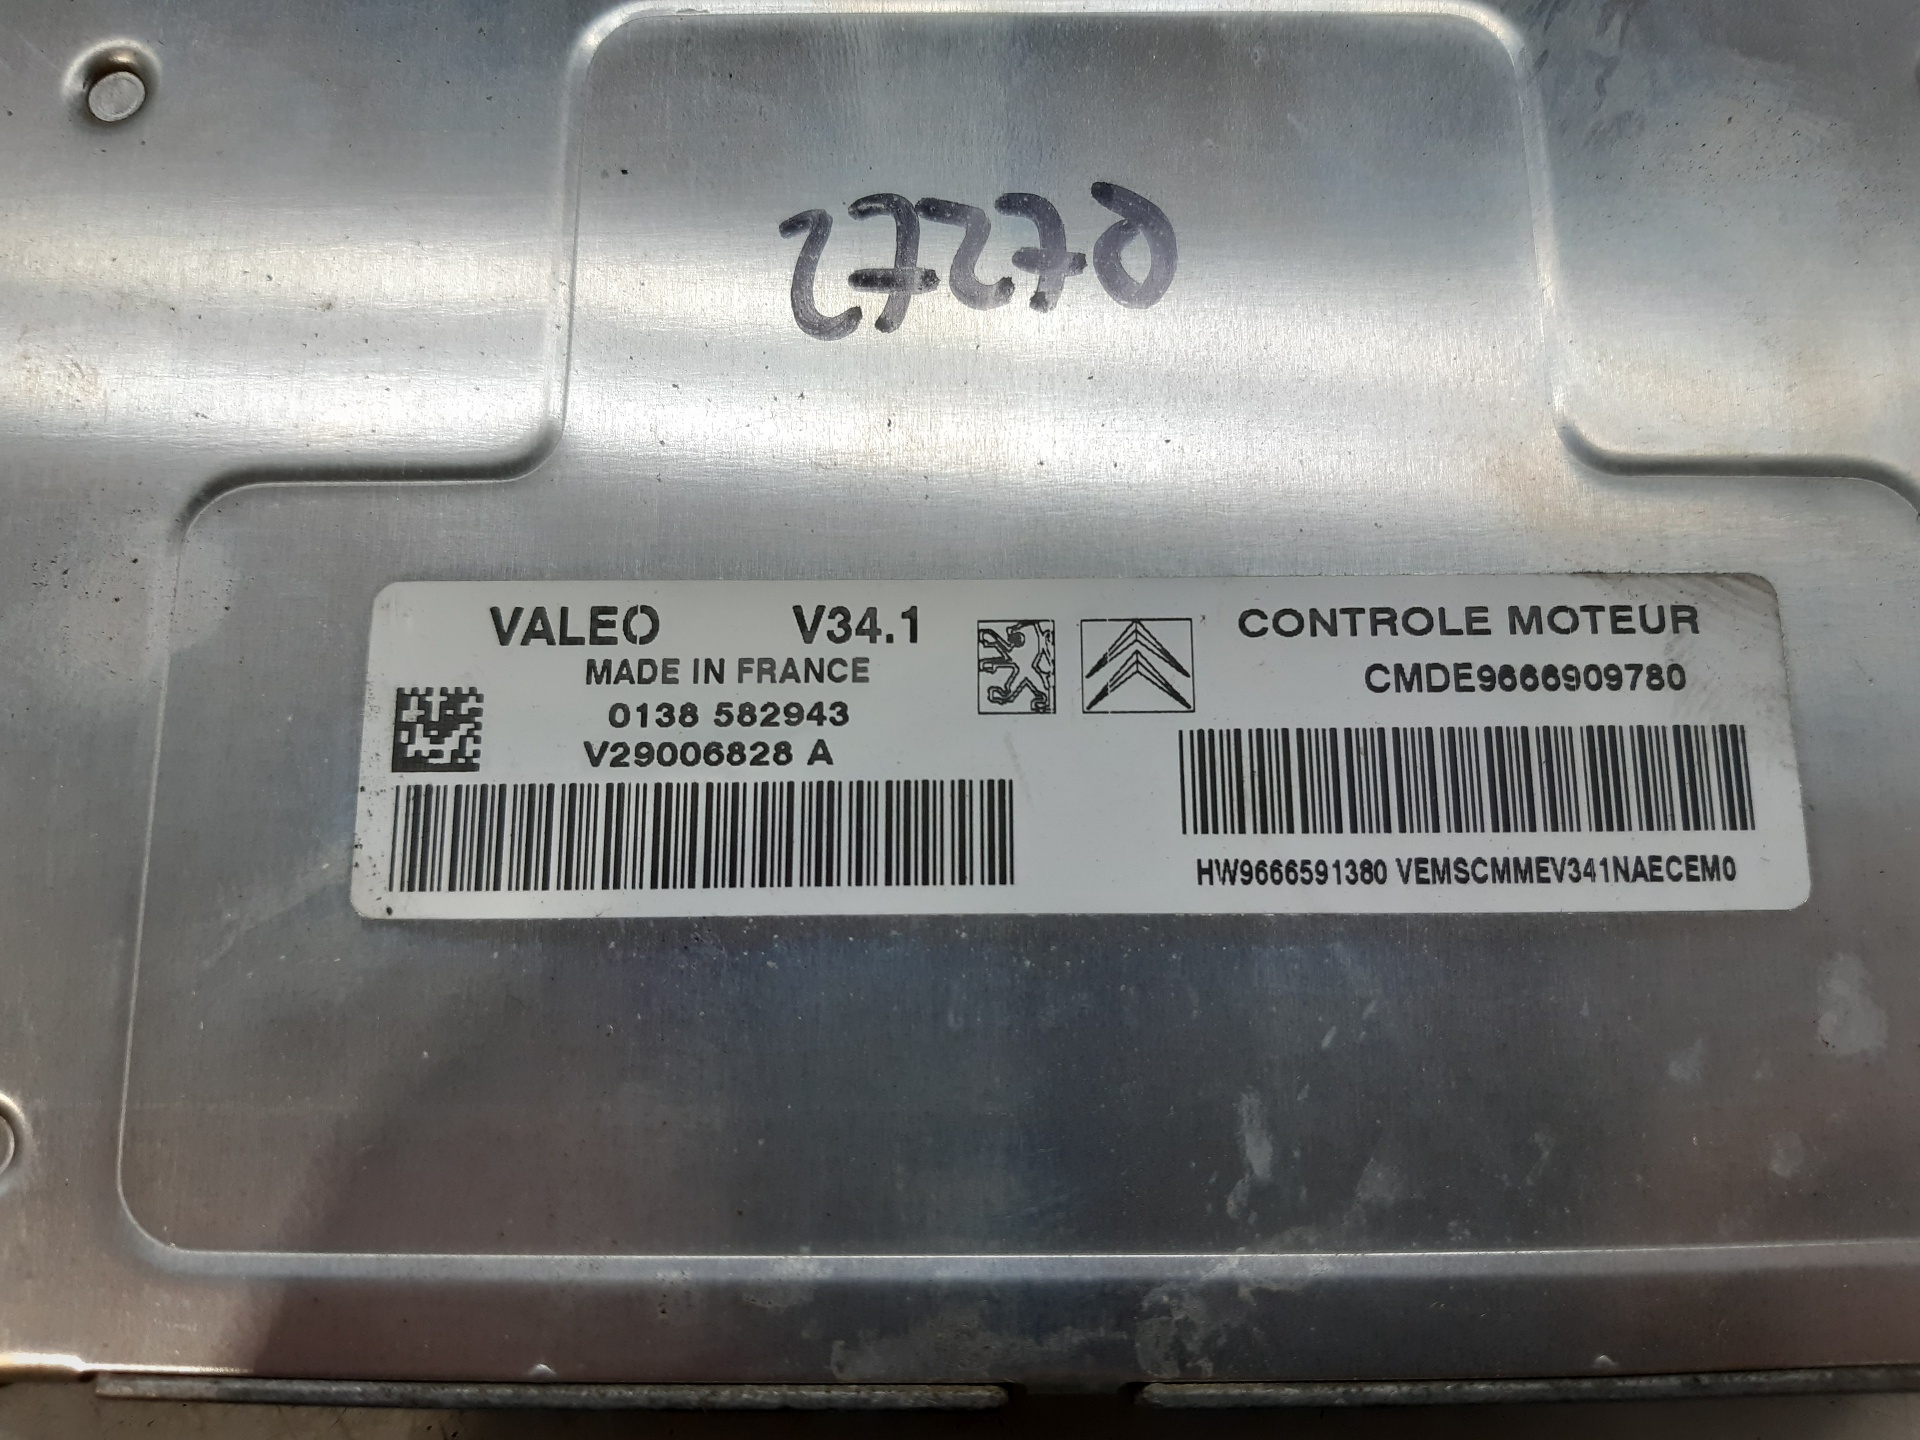 27270
VALEO V34.1
MADE IN FRANCE
0138 582943
V29006828 A
CONTROLE MOTEUR
CMDE9666909780
HW9666591380 VEMSCMMEV341NAECEM0